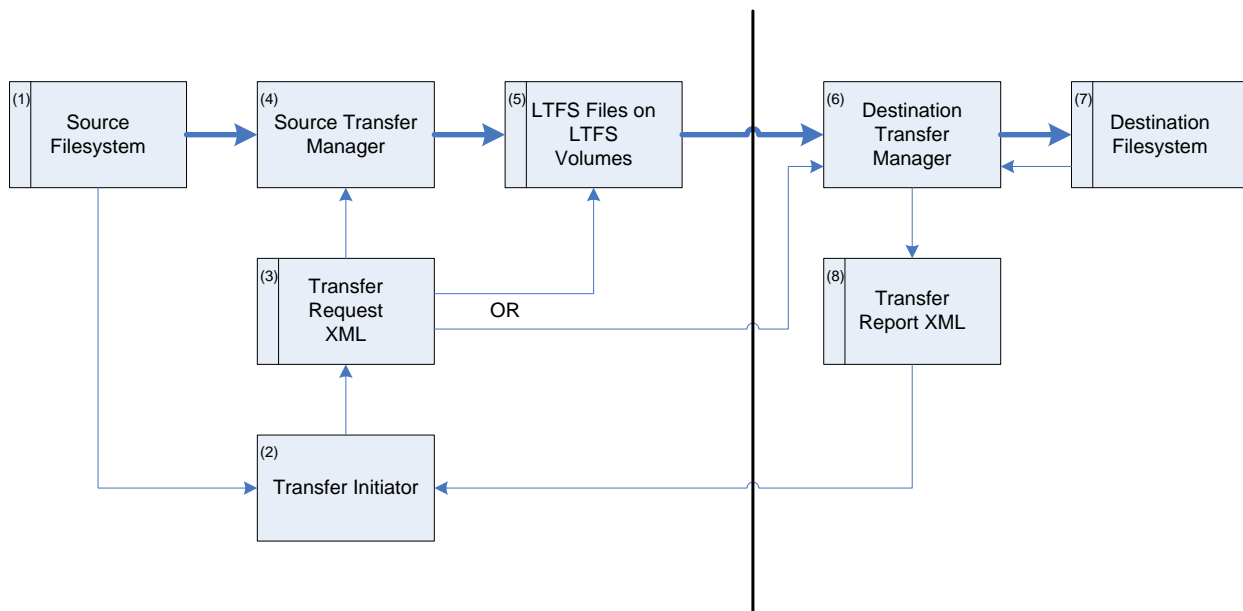 (1)
Source
Filesystem
(4)
Source Transfer
Manager
(5)
LTFS Files on
LTFS
Volumes
(6)
Destination
Transfer
Manager
(7)
Destination
Filesystem
(3)
Transfer
Request
XML
OR
(8)
Transfer
Report XML
(2)
Transfer Initiator